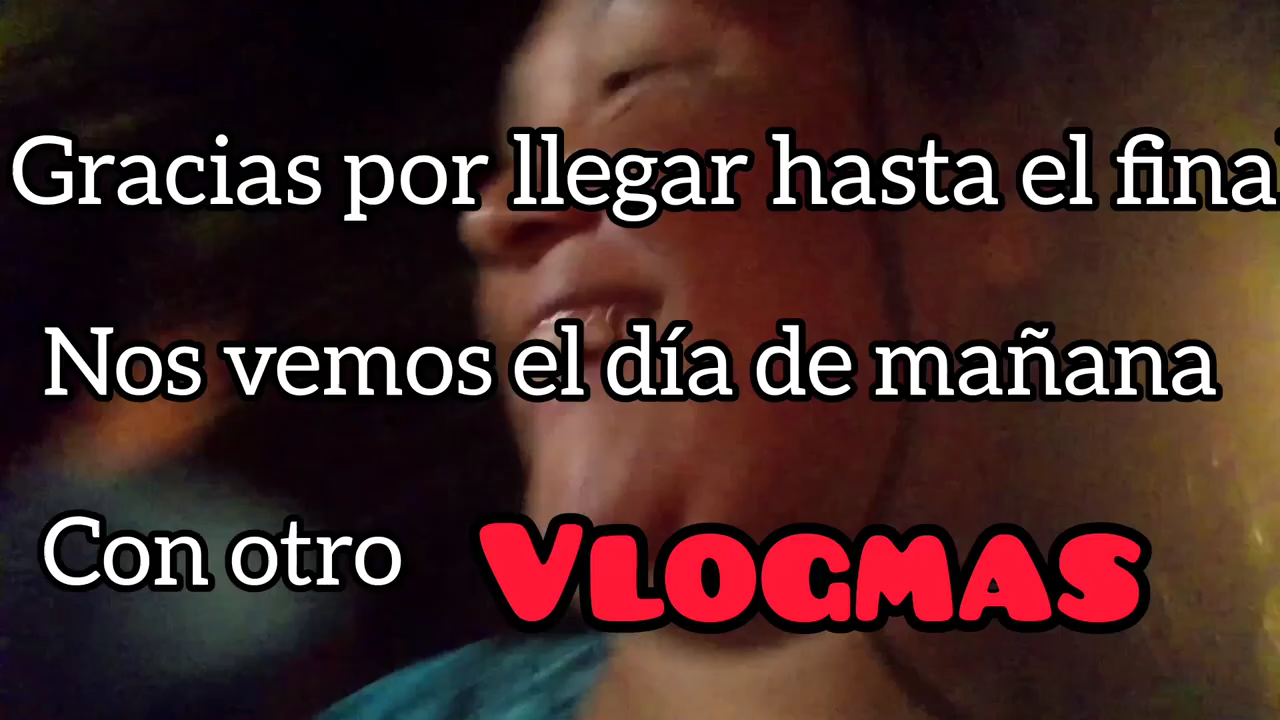 Gracias por llegar hasta el final
Nos vemos el día de mañana
Con otro VLOGMAS